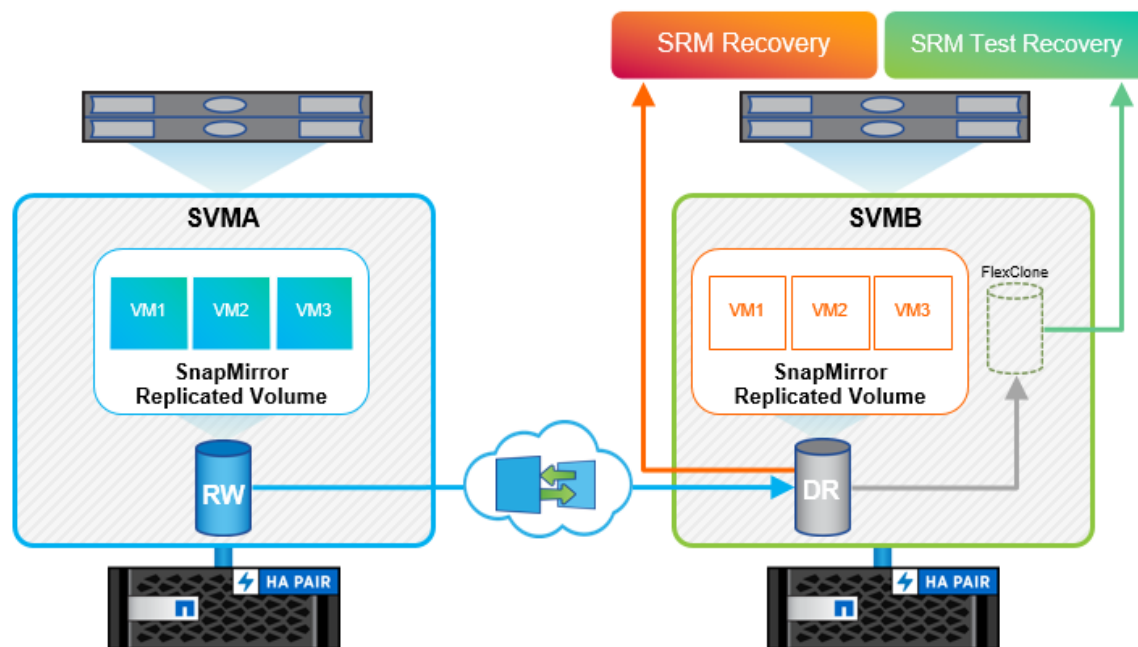 SRM Recovery
SRM Test Recovery
SVMA
VM1
VM2
VM3
SnapMirror
Replicated Volume
RW
HA PAIR
SVMB
FlexClone
VM1
VM2
VM3
SnapMirror
Replicated Volume
DR
HA PAIR